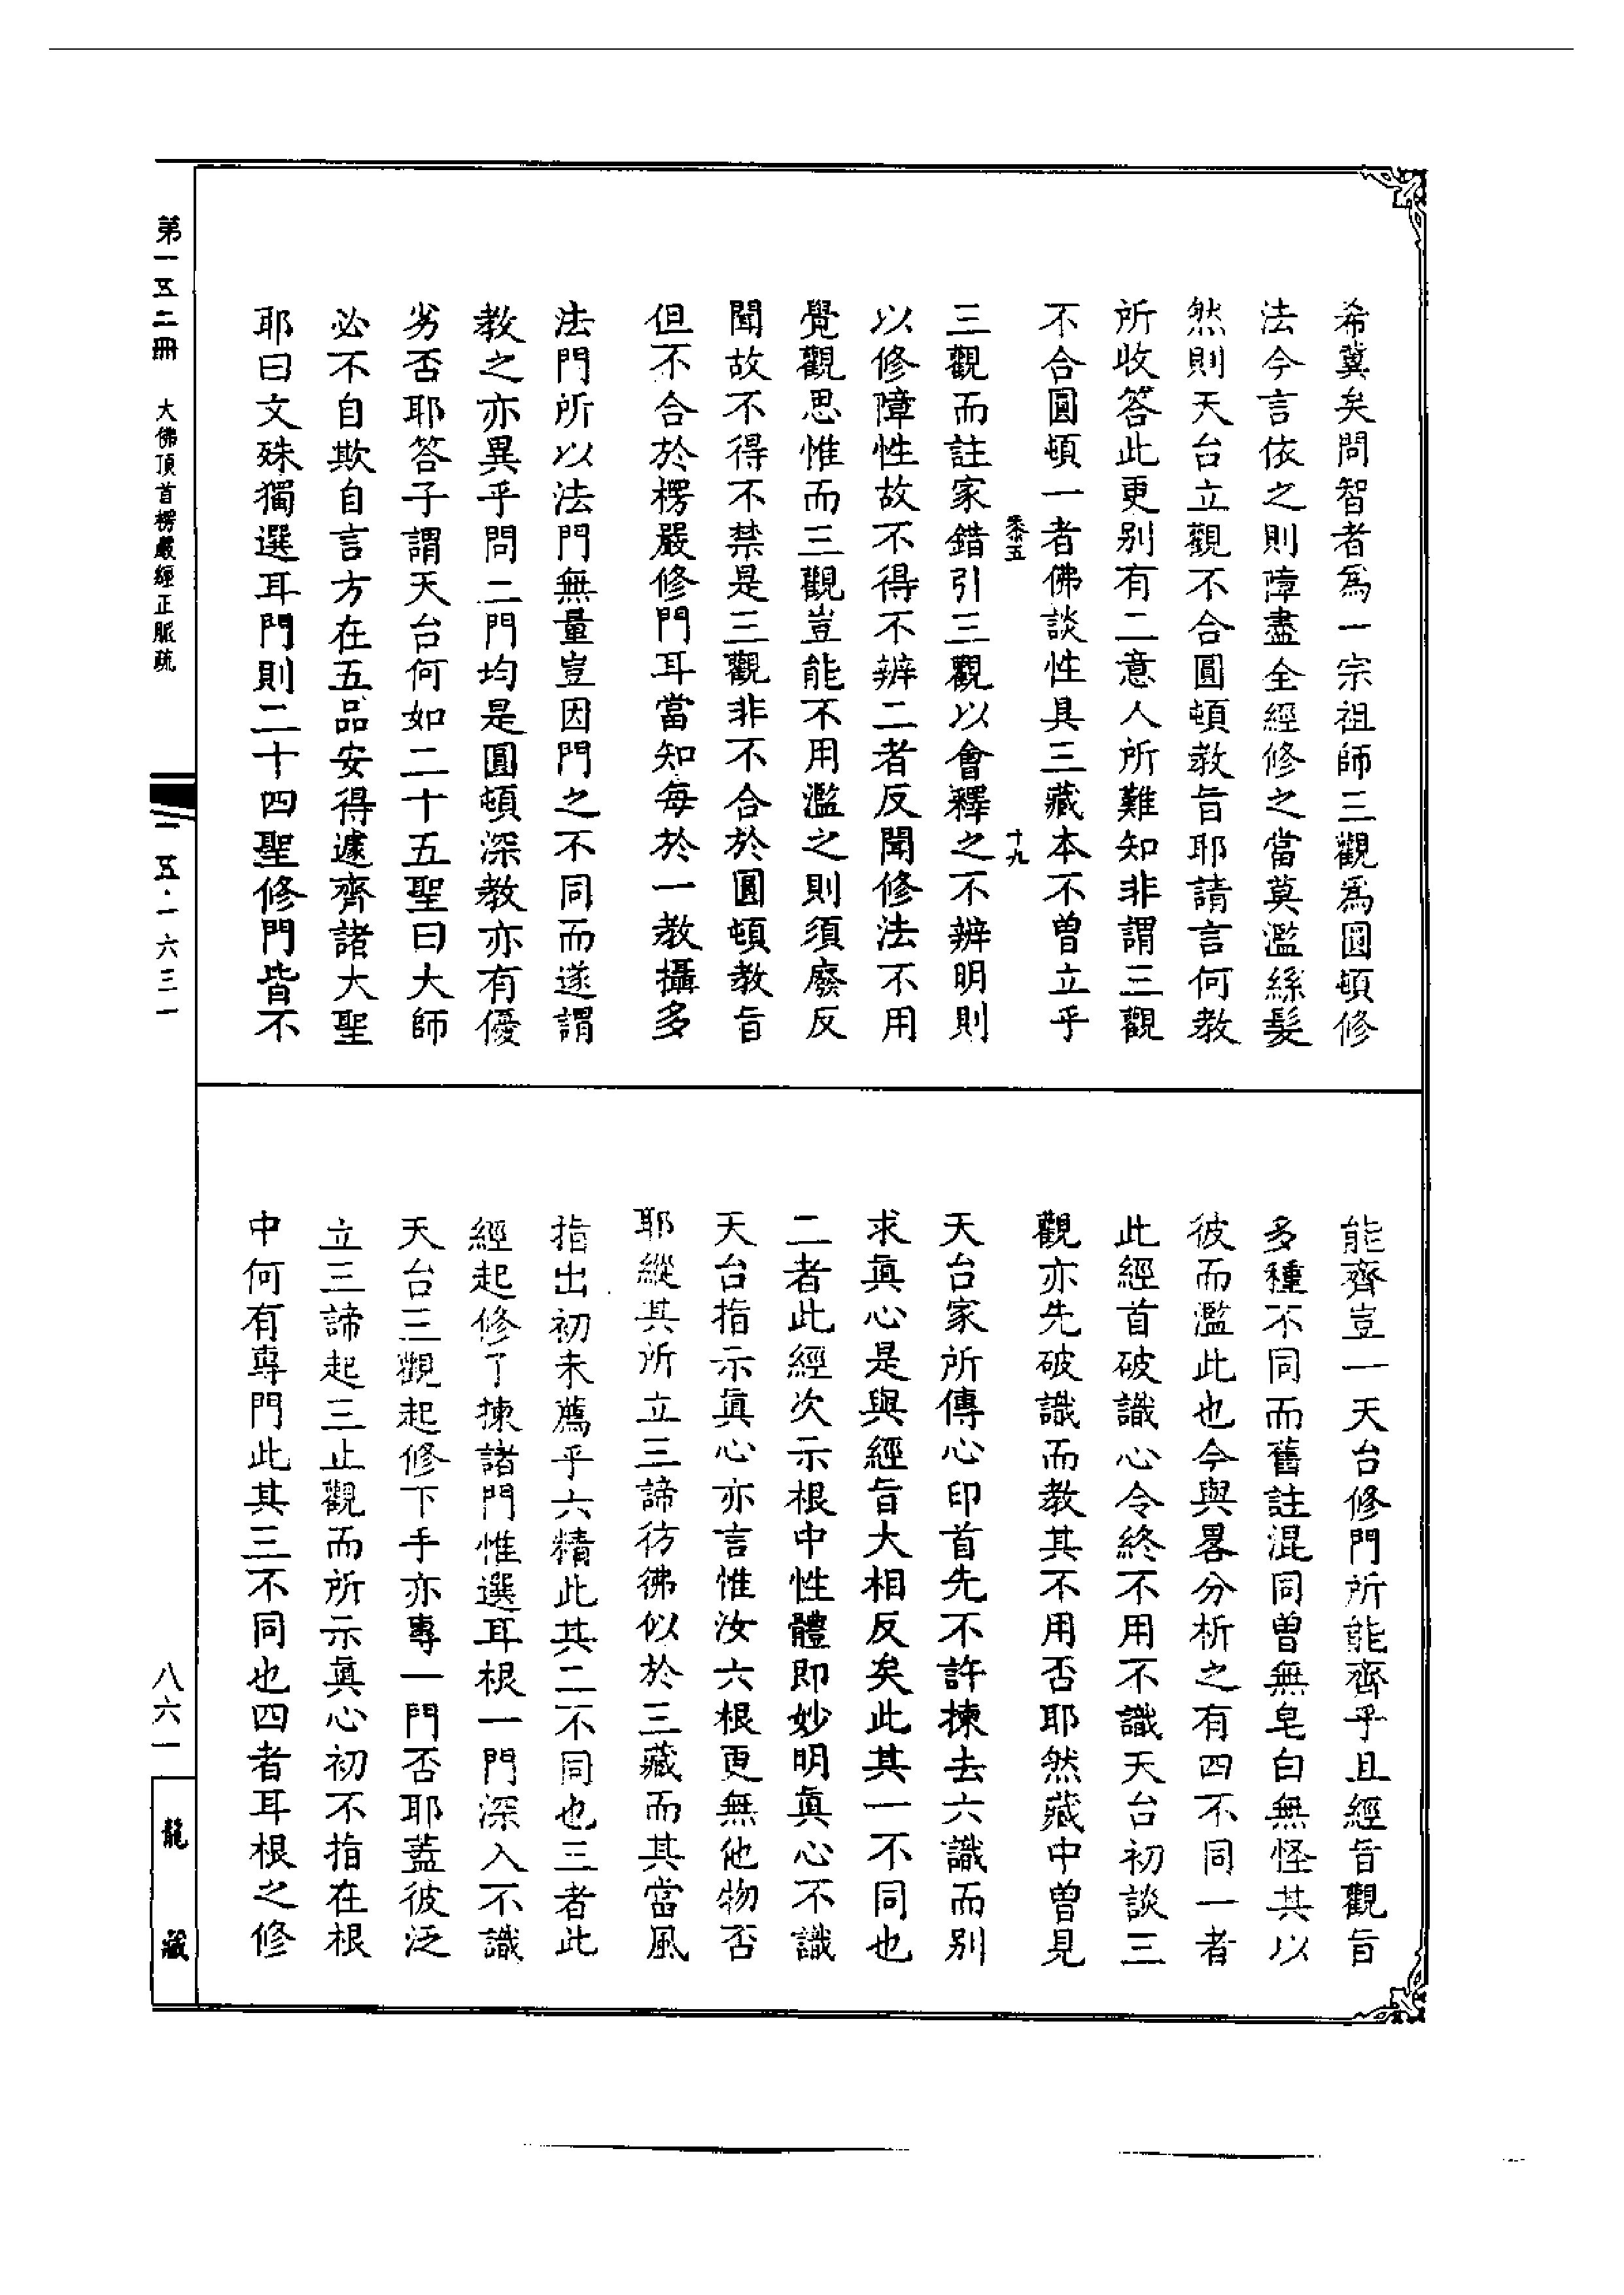 希冀矣問智者爲一宗祖師三觀爲圓頓修
法今言依之則障盡全經修之當莫濫絲髮
然則天台立觀不合圓頓教旨耶請言何教
所收答此更別有二意人所難知非謂三觀
不合圓頓一者佛談性具三藏本不曾立乎
黍五 十九
三觀而註家錯引三觀以會釋之不辨明則
以修障性故不得不辨二者反聞修法不用
覺觀思惟而三觀豈能不用濫之則須廢反
聞故不得不禁是三觀非不合於圓頓教旨
但不合於楞嚴修門耳當知每於一教攝多
法門所以法門無量豈因門之不同而遂謂
教之亦異乎問二門均是圓頓深教亦有優
劣否耶答子謂天台何如二十五聖曰大師
必不自欺自言方在五品安得遽齊諸大聖
耶曰文殊獨選耳門則二十四聖修門皆不
能齊豈一天台修門所能齊乎且經旨觀旨
多種不同而舊註混同曾無皂白無怪其以
彼而濫此也今與畧分析之有四不同一者
此經首破識心令終不用不識天台初談三
觀亦先破識而教其不用否耶然藏中曾見
天台家所傳心印首先不許揀去六識而別
求眞心是與經旨大相反矣此其一不同也
二者此經次示根中性體即妙明眞心不識
天台指示眞心亦言惟汝六根更無他物否
耶縱其所立三諦彷彿似於三藏而其當風
指出初未薦乎六精此其二不同也三者此
經起修了揀諸門惟選耳根一門深入不識
天台三觀起修下手亦專一門否耶蓋彼泛
立三諦起三止觀而所示眞心初不指在根
中何有專門此其三不同也四者耳根之修
第一五二冊 大佛頂首楞嚴經正脈疏
一五·一六三一
八六一
龍藏